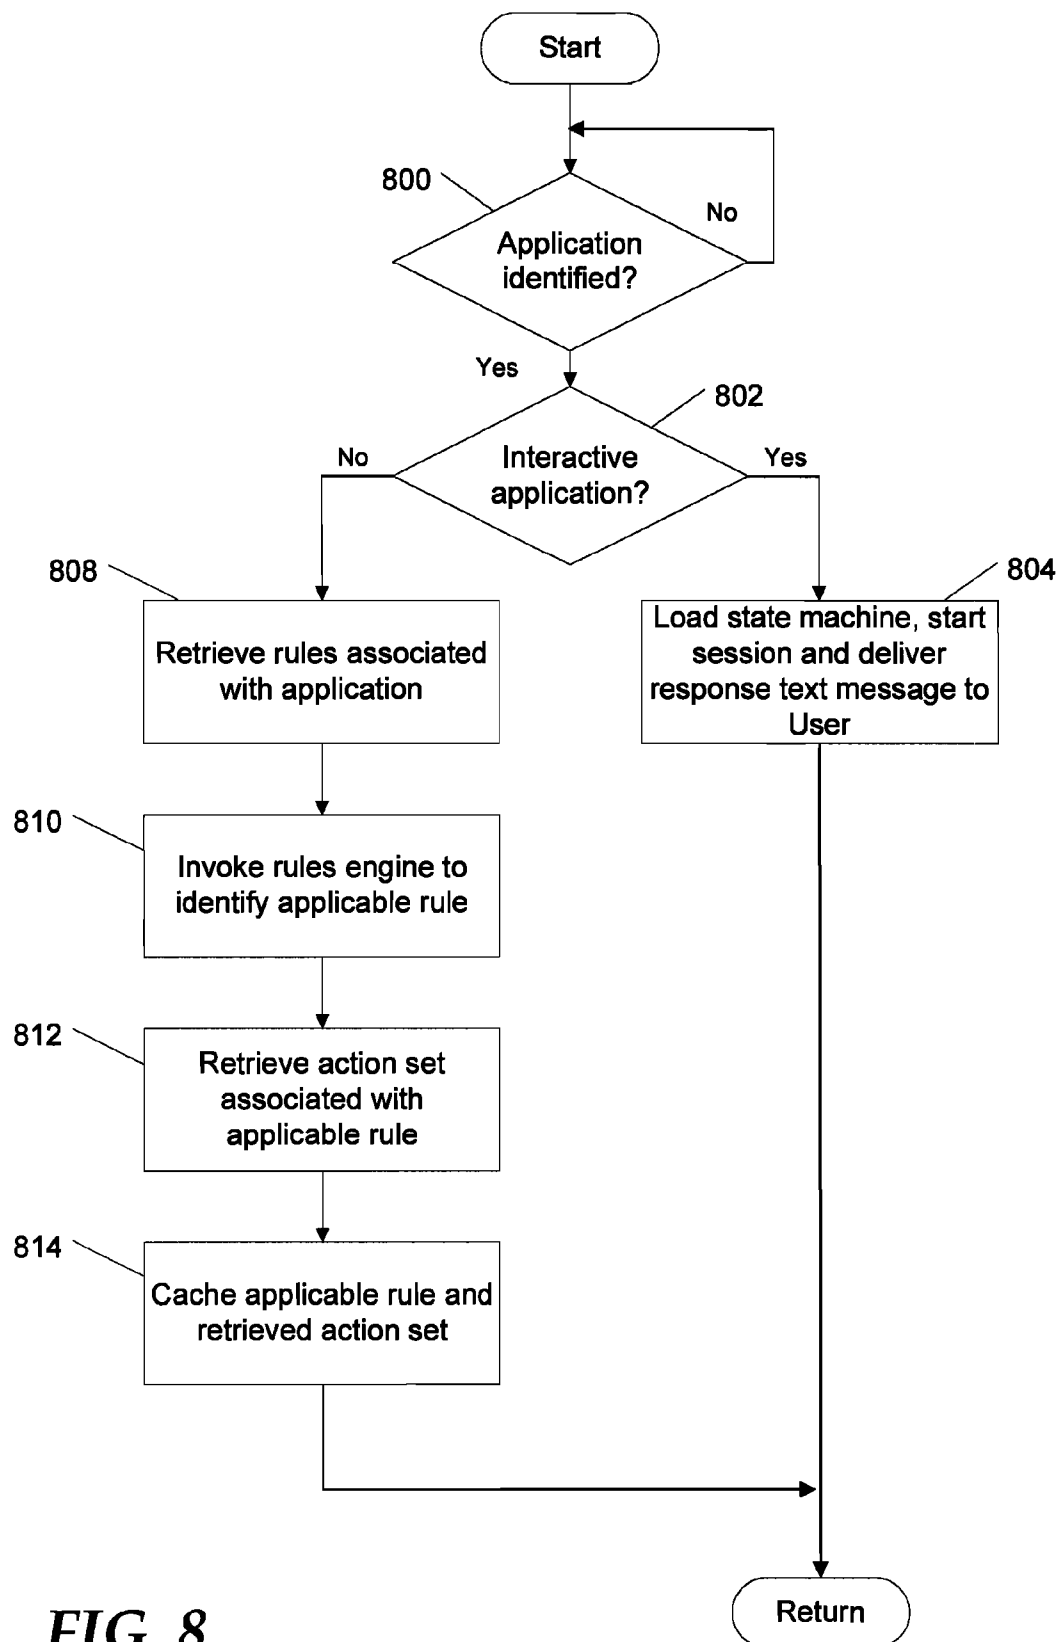 Start
800
No
Application
identified?
Yes
802
No
Interactive
application?
Yes
808
804
Retrieve rules associated
with application
Load state machine, start
session and deliver
response text message to
User
810
Invoke rules engine to
identify applicable rule
812
Retrieve action set
associated with
applicable rule
814
Cache applicable rule and
retrieved action set
Return
FIG. 8